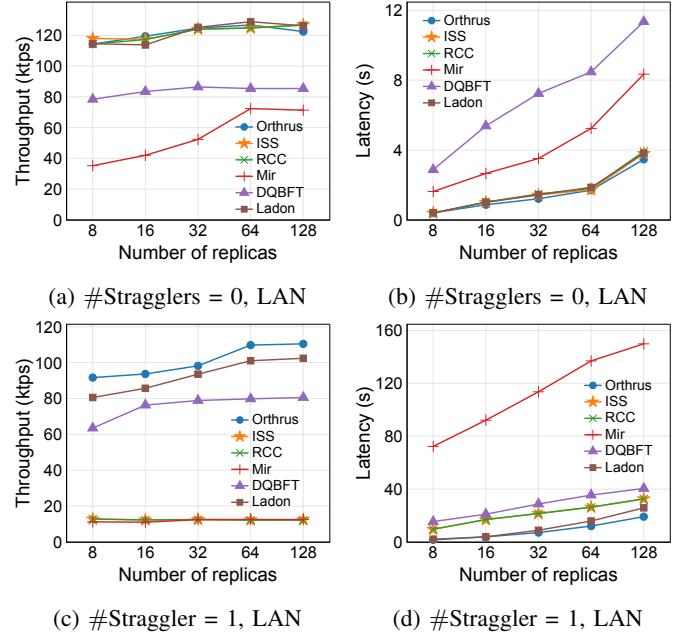 Throughput (ktps)
120
100
80
60
40
20
0
8 16 32 64 128
Number of replicas
Orthrus
ISS
RCC
Mir
DQBFT
Ladon
(a) #Stragglers = 0, LAN
Latency (s)
12
8
4
0
8 16 32 64 128
Number of replicas
Orthrus
ISS
RCC
Mir
DQBFT
Ladon
(b) #Stragglers = 0, LAN
Throughput (ktps)
120
100
80
60
40
20
0
8 16 32 64 128
Number of replicas
Orthrus
ISS
RCC
Mir
DQBFT
Ladon
(c) #Straggler = 1, LAN
Latency (s)
160
120
80
40
0
8 16 32 64 128
Number of replicas
Orthrus
ISS
RCC
Mir
DQBFT
Ladon
(d) #Straggler = 1, LAN